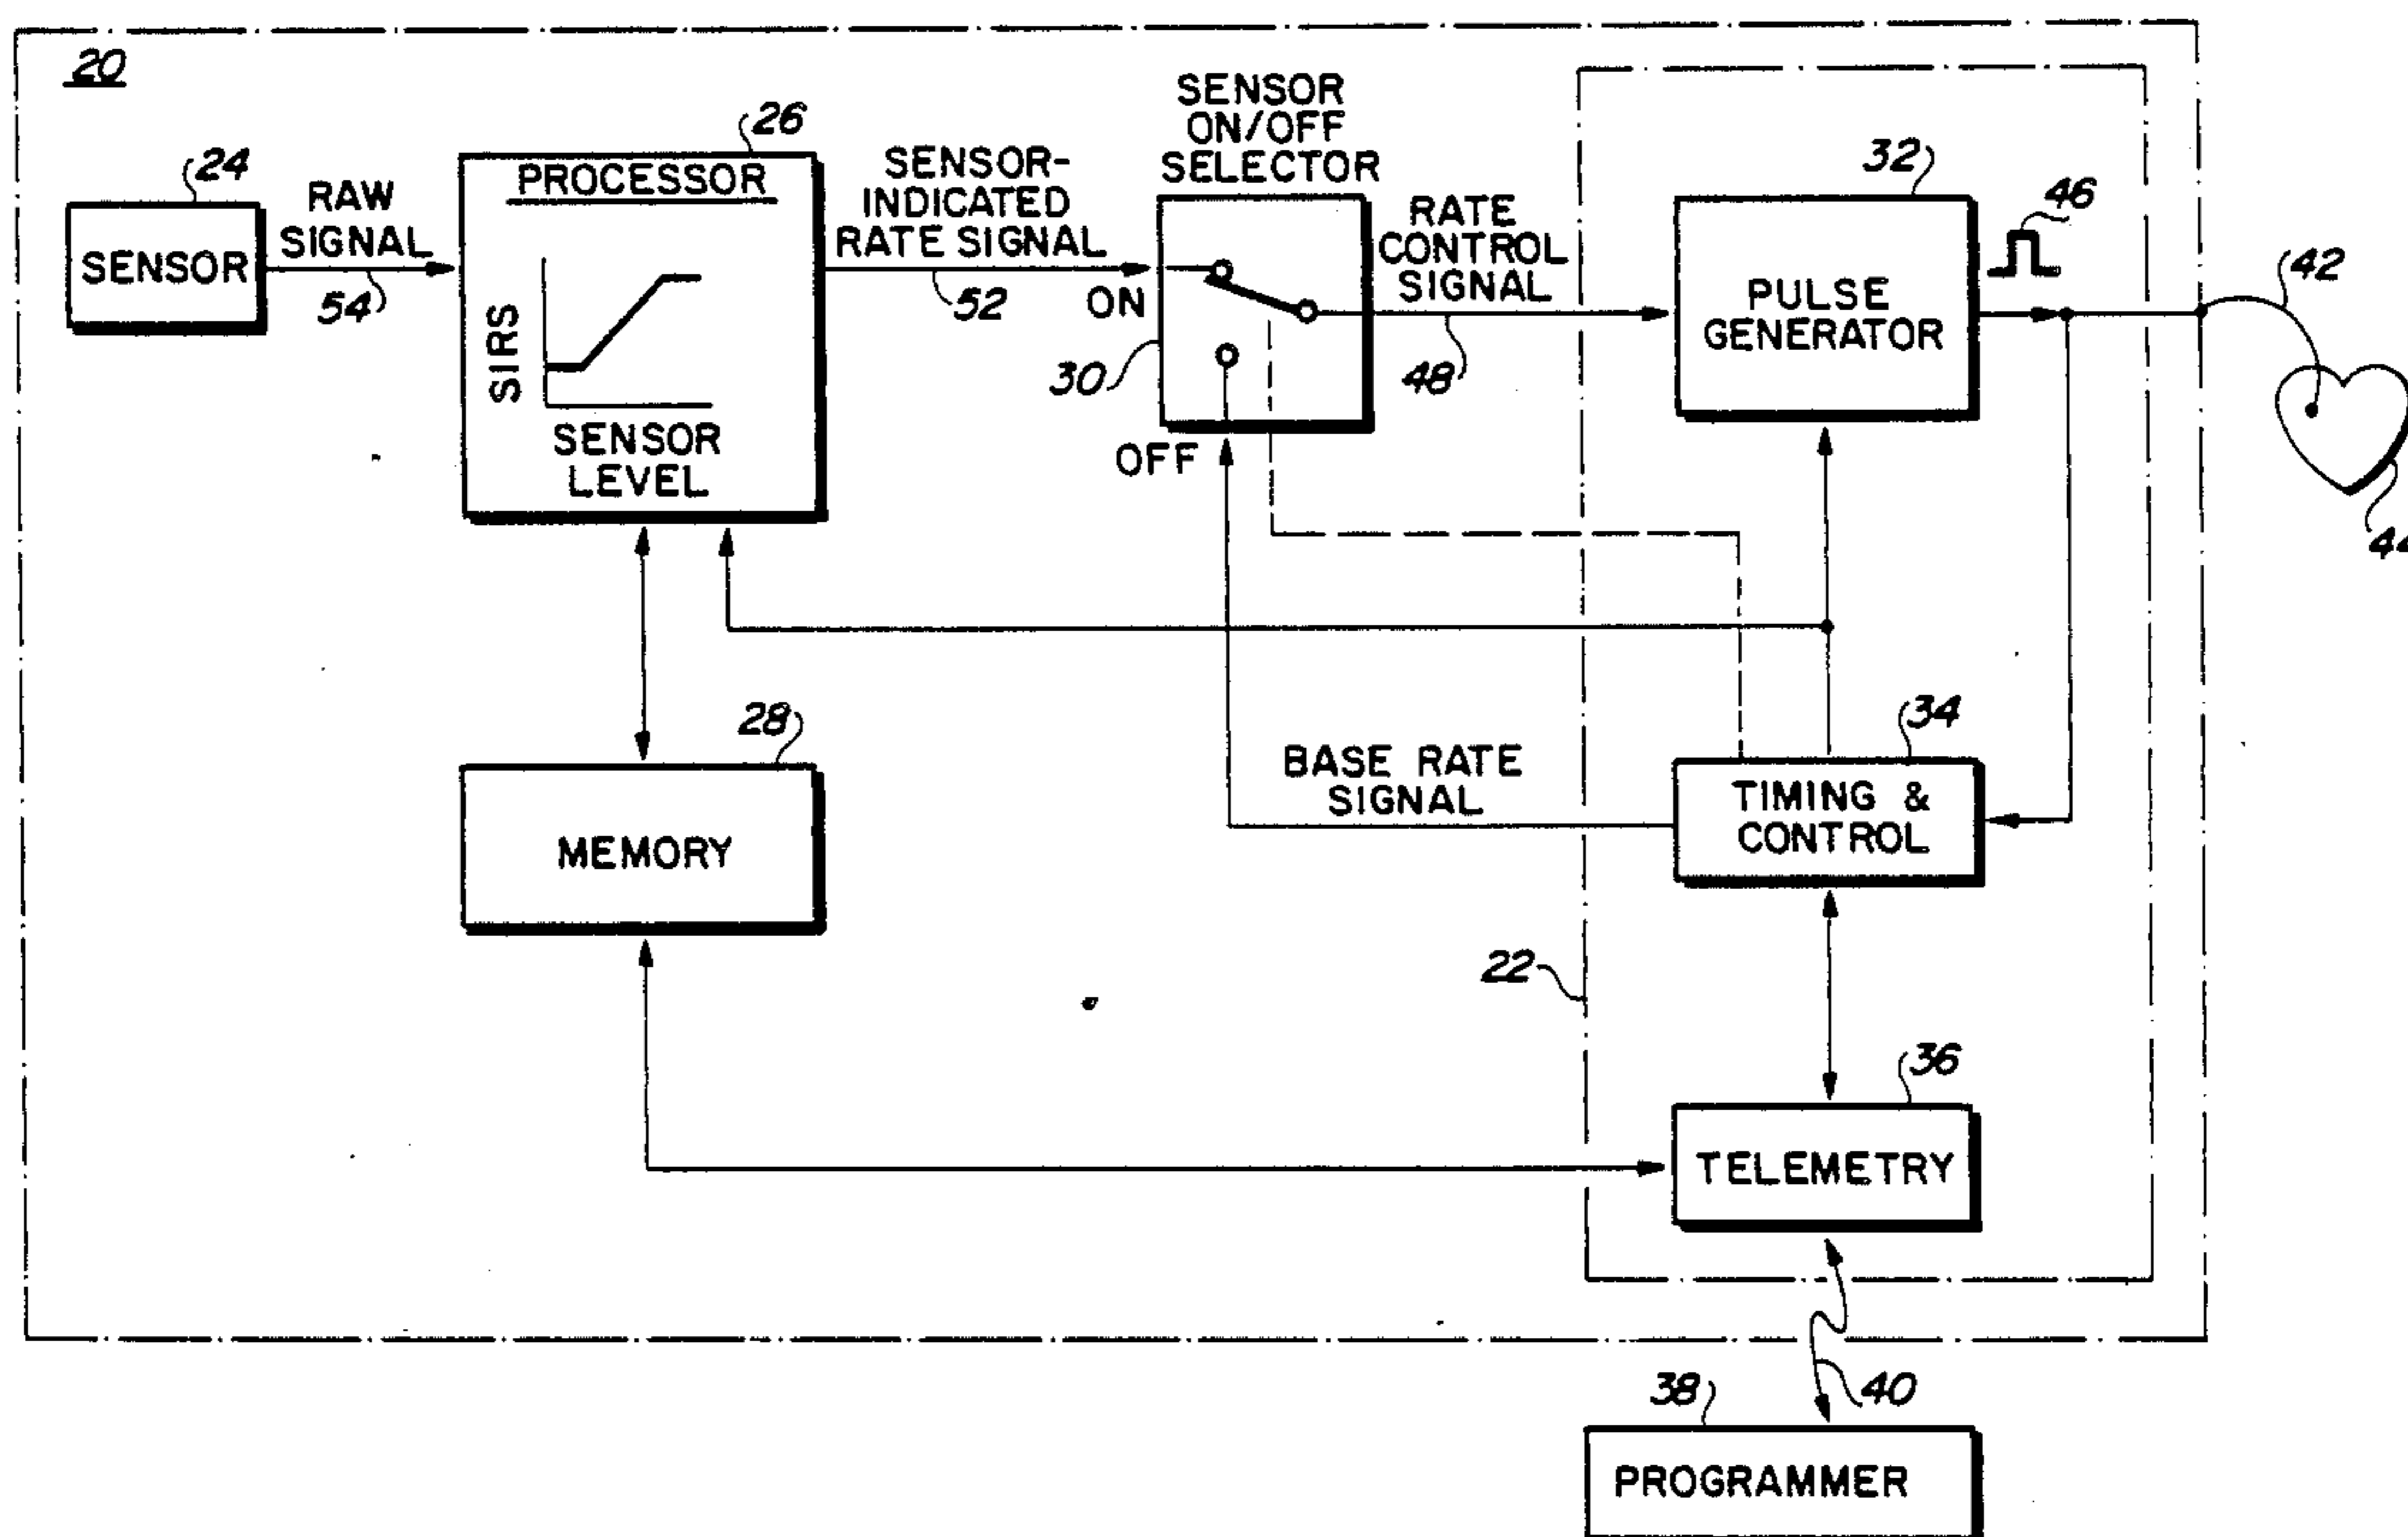 20
24
SENSOR
RAW
SIGNAL
54
26
PROCESSOR
SIRS
SENSOR
LEVEL
SENSOR-
INDICATED
RATE SIGNAL
52
SENSOR
ON/OFF
SELECTOR
ON
30
OFF
RATE
CONTROL
SIGNAL
48
32
PULSE
GENERATOR
46
42
44
28
MEMORY
BASE RATE
SIGNAL
34
TIMING &
CONTROL
22
36
TELEMETRY
40
38
PROGRAMMER